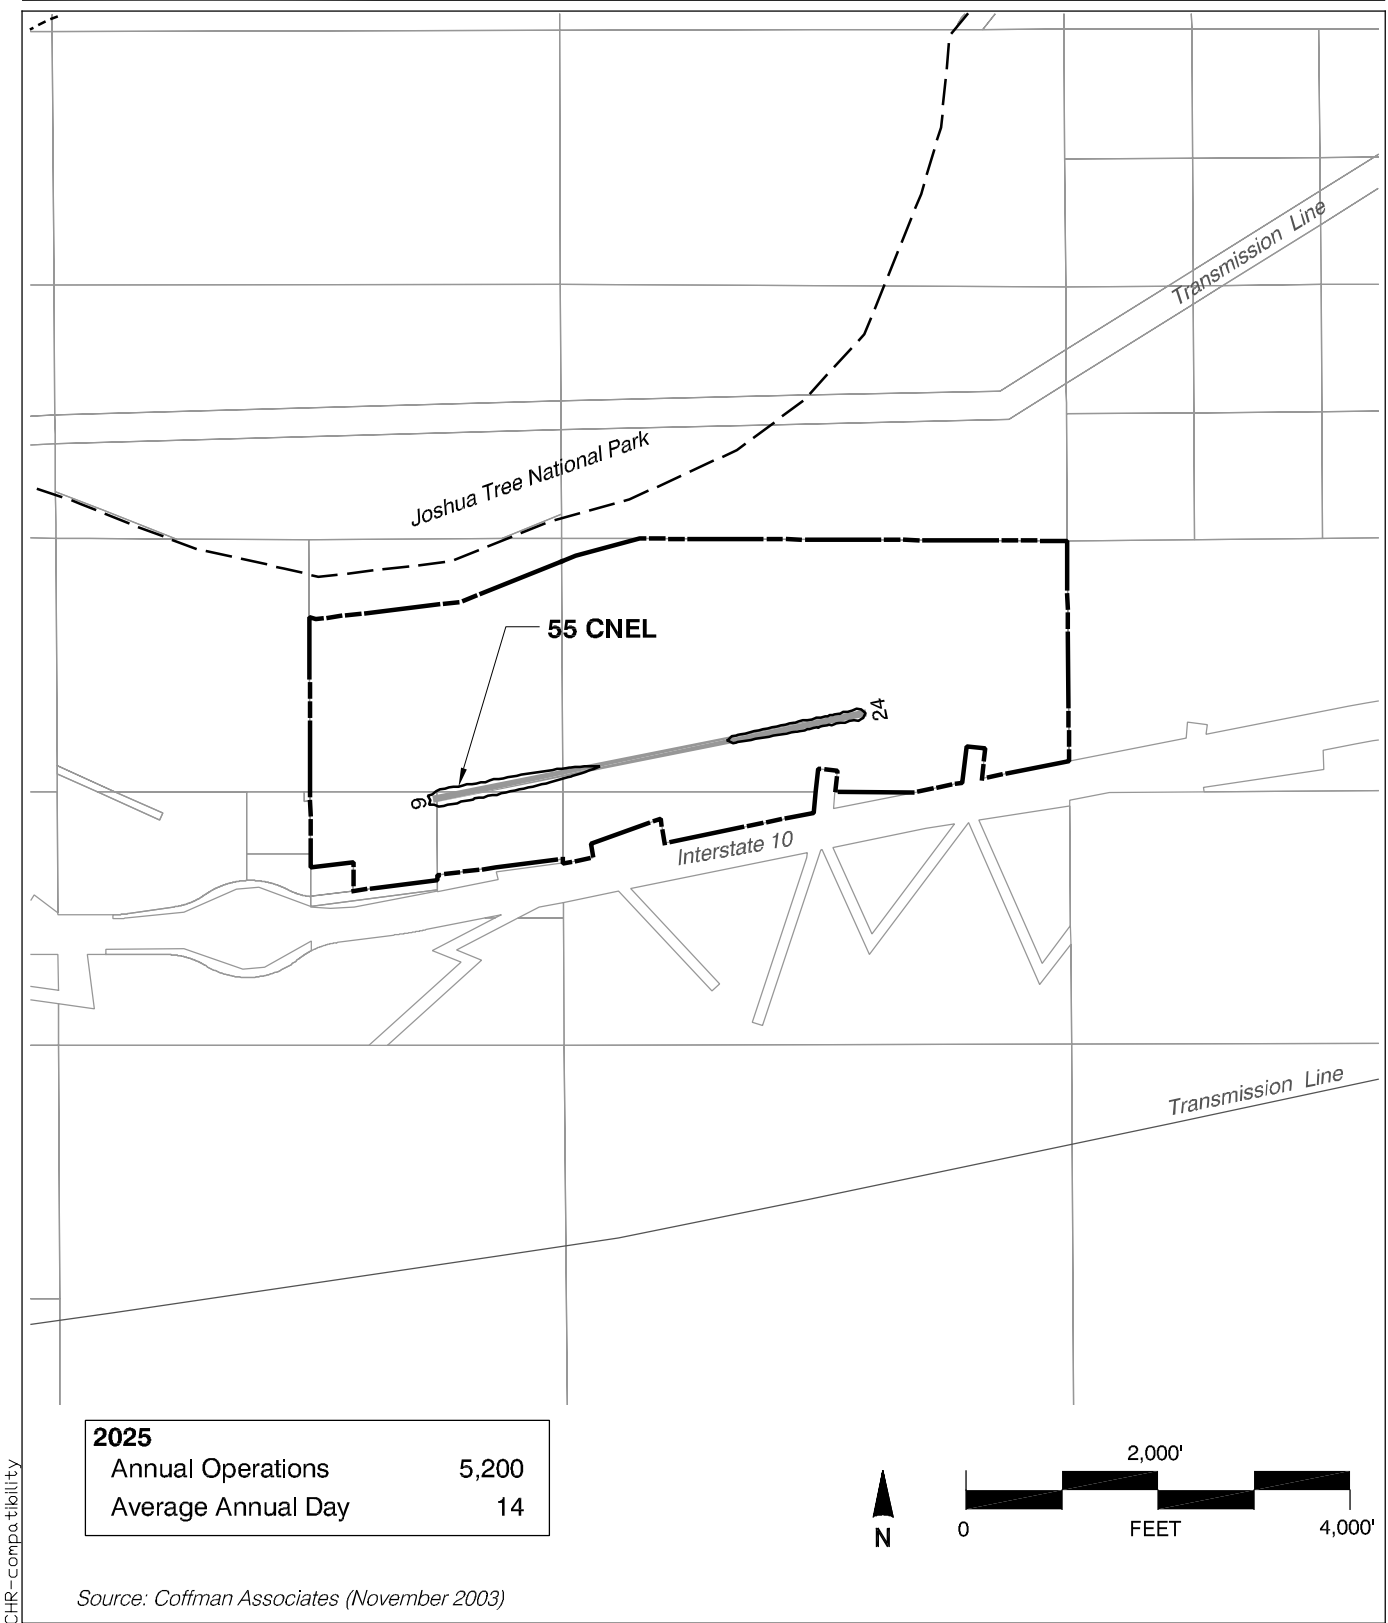 Transmission Line
Joshua Tree National Park
55 CNEL
24
6
Interstate 10
Transmission Line
2025
Annual Operations 5,200
Average Annual Day 14
2,000'
N
0 FEET 4,000'
CHR-compatibility
Source: Coffman Associates (November 2003)